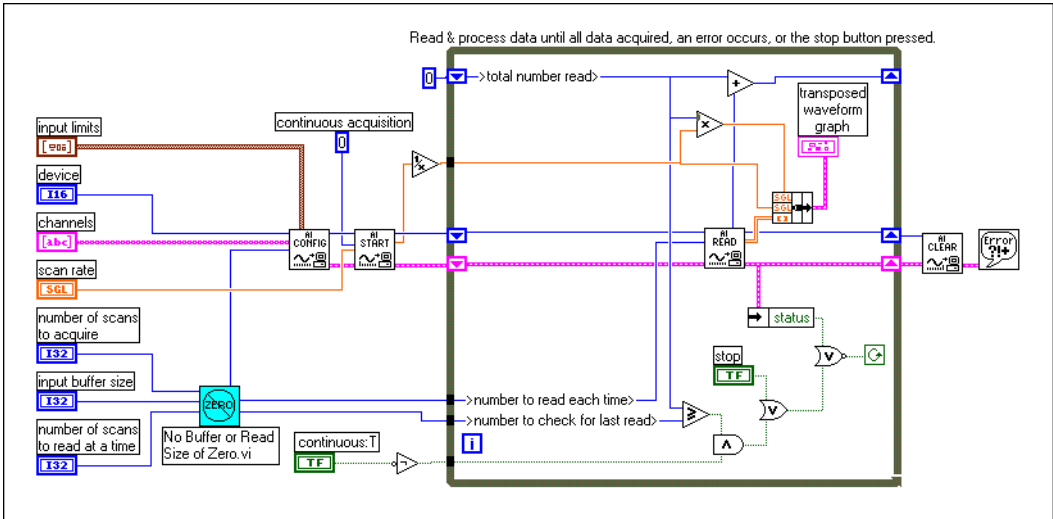 Read & process data until all data acquired, an error occurs, or the stop button pressed.
0
>total number read>
+
transposed
waveform
graph
input limits
continuous acquisition
0
x
1/x
device
I16
channels
[abc]
AI
CONFIG
AI
START
SGL
SGL
AI
READ
AI
CLEAR
Error
?!+
scan rate
SGL
number of scans
to acquire
I32
status
V
stop
TF
input buffer size
I32
ZERO
>number to read each time>
V
number of scans
to read at a time
I32
No Buffer or Read
Size of Zero.vi
>number to check for last read>
≥
i
continuous:T
TF
¬
Λ